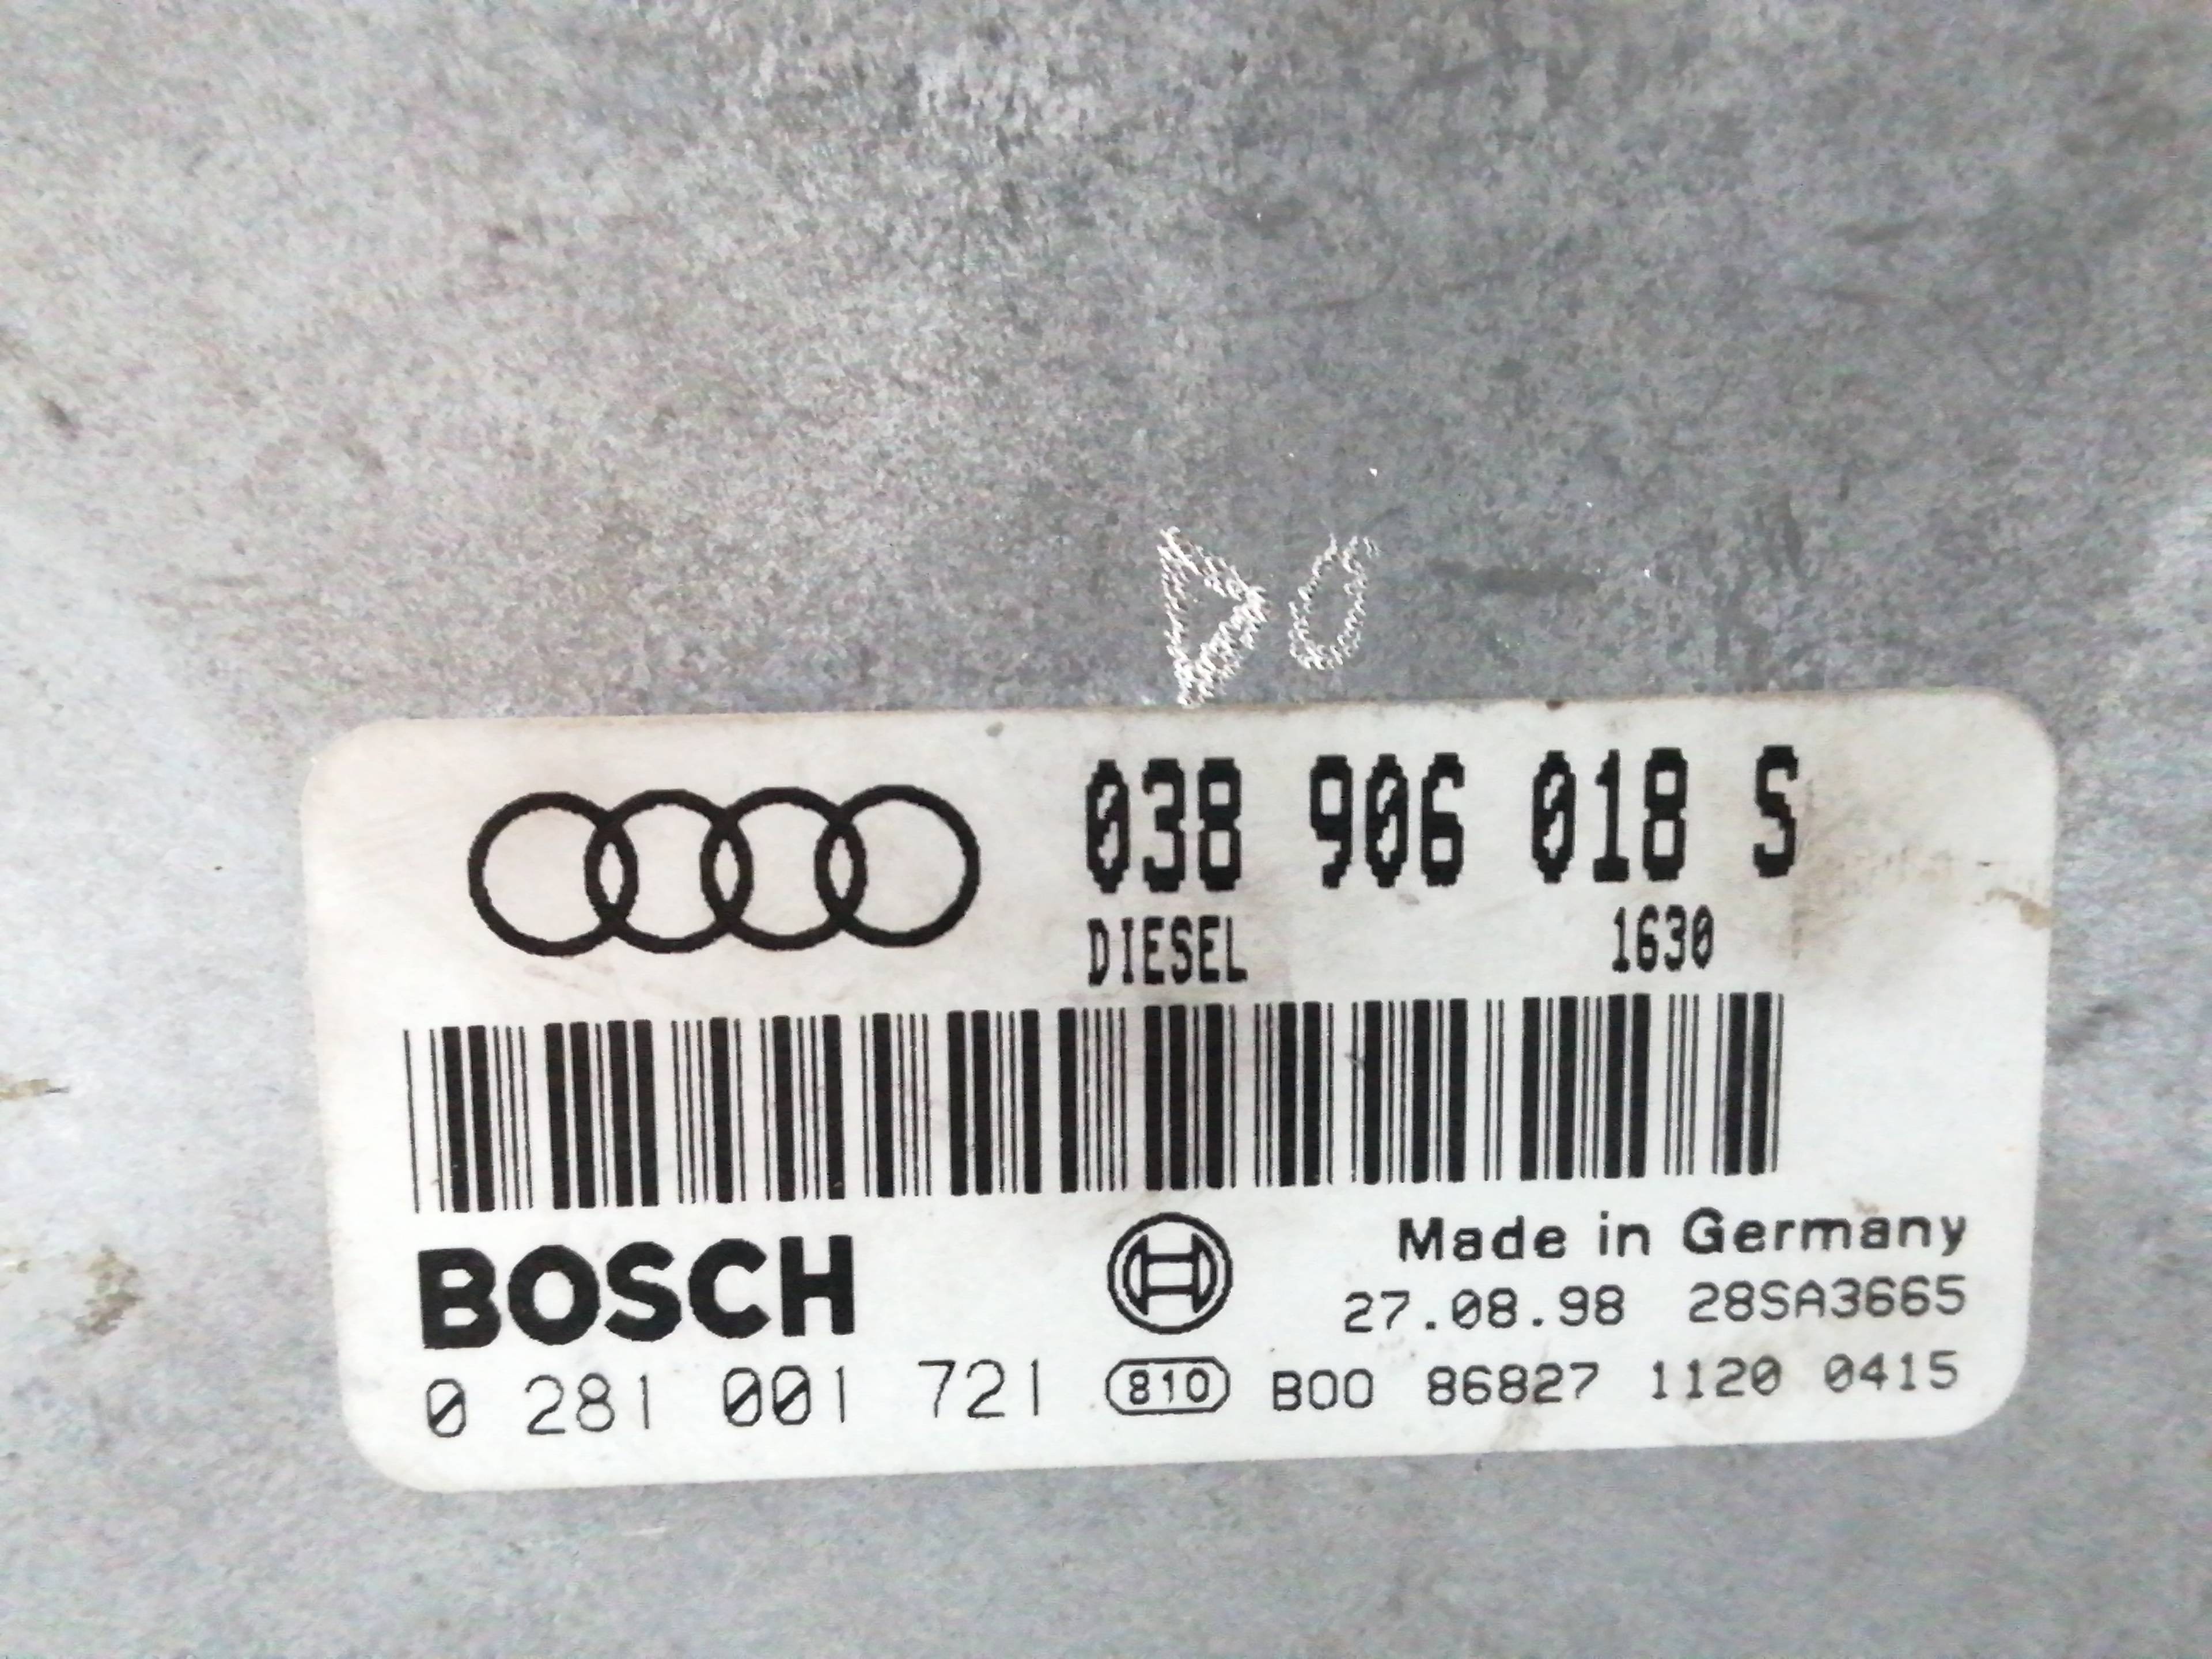 038 906 018 S
DIESEL 1630
BOSCH
Made in Germany
27.08.98 28SA3665
0 281 001 721 810 B00 86827 1120 0415